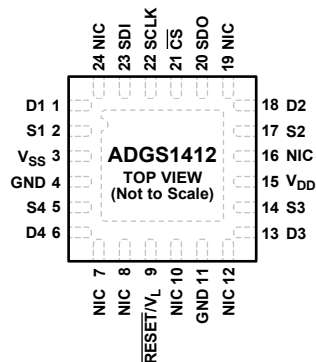 24 NIC
23 SDI
22 SCLK
21 C̅S̅
20 SDO
19 NIC
D1 1
S1 2
VSS 3
GND 4
S4 5
D4 6
ADGS1412
TOP VIEW
(Not to Scale)
18 D2
17 S2
16 NIC
15 VDD
14 S3
13 D3
NIC 7
NIC 8
R̅E̅S̅E̅T̅/VL 9
NIC 10
GND 11
NIC 12